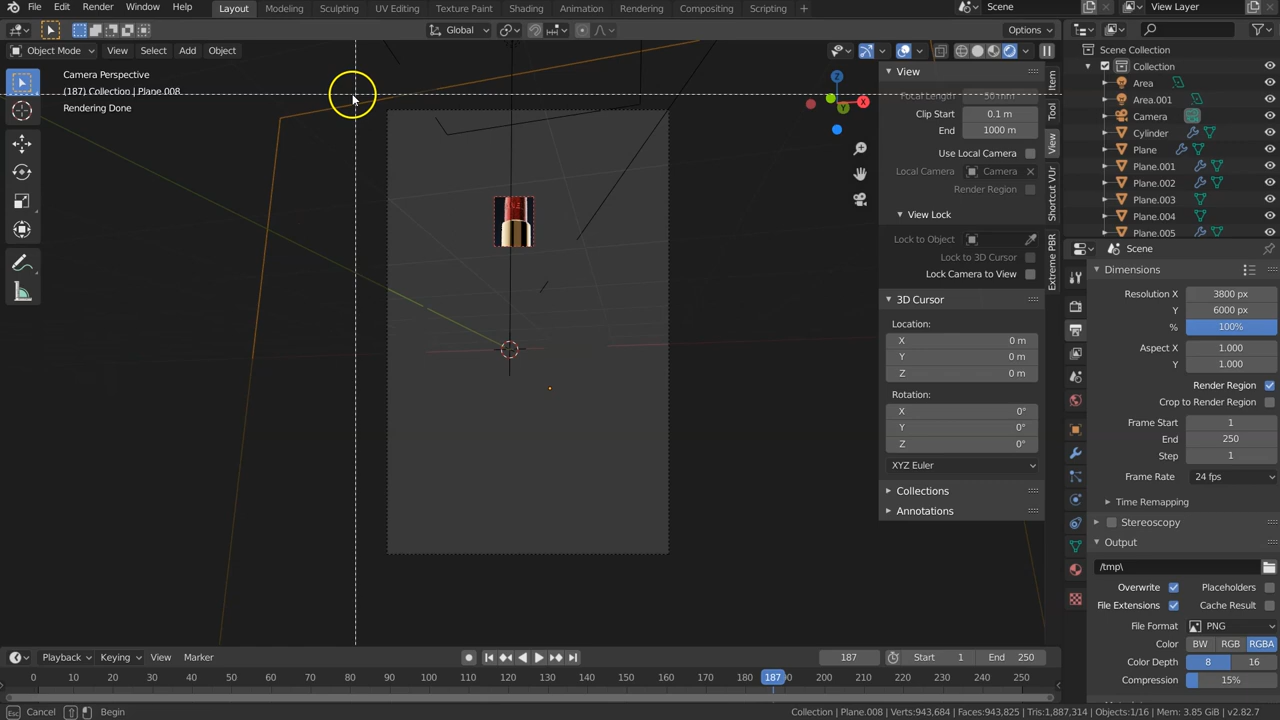 File Edit Render Window Help Layout Modeling Sculpting UV Editing Texture Paint Shading Animation Rendering Compositing Scripting Scene View Layer
Global Options
Object Mode View Select Add Object
Camera Perspective
(187) Collection | Plane.008
Rendering Done
Z
X
Y
View
Focal Length 50 mm
Clip Start 0.1 m
End 1000 m
Use Local Camera
Local Camera Camera
Render Region
View Lock
Lock to Object
Lock to 3D Cursor
Lock Camera to View
3D Cursor
Location:
X 0 m
Y 0 m
Z 0 m
Rotation:
X 0°
Y 0°
Z 0°
XYZ Euler
Collections
Annotations
Item
Tool
View
Shortcut VUr
Extreme PBR
Scene Collection
Collection
Area
Area.001
Camera
Cylinder
Plane
Plane.001
Plane.002
Plane.003
Plane.004
Plane.005
Scene
Dimensions
Resolution X 3800 px
Y 6000 px
% 100%
Aspect X 1.000
Y 1.000
Render Region
Crop to Render Region
Frame Start 1
End 250
Step 1
Frame Rate 24 fps
Time Remapping
Stereoscopy
Output
/tmp\
Overwrite Placeholders
File Extensions Cache Result
File Format PNG
Color BW RGB RGBA
Color Depth 8 16
Compression 15%
Playback Keying View Marker 187 Start 1 End 250
0 10 20 30 40 50 60 70 80 90 100 110 120 130 140 150 160 170 180 187 200 210 220 230 240 250
Cancel Begin Collection | Plane.008 | Verts:943,684 | Faces:943,825 | Tris:1,887,314 | Objects:1/16 | Mem: 3.85 GiB | v2.82.7